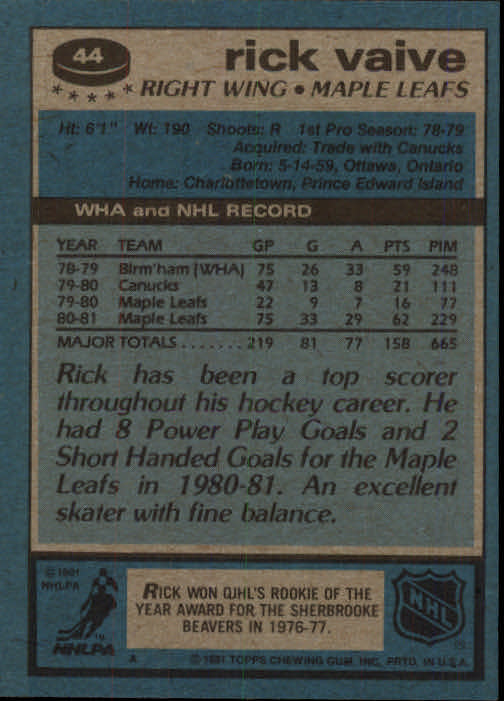 44
rick vaive
RIGHT WING • MAPLE LEAFS
Ht: 6'1" Wt: 190 Shoots: R 1st Pro Season: 78-79
Acquired: Trade with Canucks
Born: 5-14-59, Ottawa, Ontario
Home: Charlottetown, Prince Edward Island
WHA and NHL RECORD
YEAR TEAM GP G A PTS PIM
78-79 Birm'ham (WHA) 75 26 33 59 248
79-80 Canucks 47 13 8 21 111
79-80 Maple Leafs 22 9 7 16 77
80-81 Maple Leafs 75 33 29 62 229
MAJOR TOTALS ....... 219 81 77 158 665
Rick has been a top scorer
throughout his hockey career. He
had 8 Power Play Goals and 2
Short Handed Goals for the Maple
Leafs in 1980-81. An excellent
skater with fine balance.
© 1981
NHLPA
NHLPA
RICK WON QJHL'S ROOKIE OF THE
YEAR AWARD FOR THE SHERBROOKE
BEAVERS IN 1976-77.
NHL
A © 1981 TOPPS CHEWING GUM, INC. PRTD. IN U.S.A.